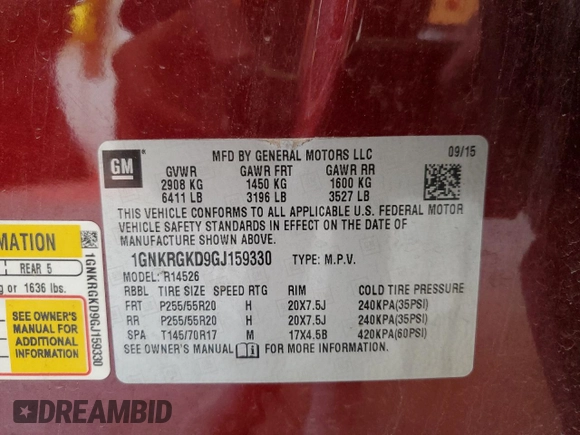 GM
MFD BY GENERAL MOTORS LLC 09/15
GVWR GAWR FRT GAWR RR
2908 KG 1450 KG 1600 KG
6411 LB 3196 LB 3527 LB
THIS VEHICLE CONFORMS TO ALL APPLICABLE U.S. FEDERAL MOTOR
VEHICLE SAFETY STANDARDS IN EFFECT ON THE DATE OF
MANUFACTURE SHOWN ABOVE.
1GNKRGKD9GJ159330 TYPE: M.P.V.
MODEL: R14526
RBBL TIRE SIZE SPEED RTG RIM COLD TIRE PRESSURE
FRT P255/55R20 H 20X7.5J 240KPA(35PSI)
RR P255/55R20 H 20X7.5J 240KPA(35PSI)
SPA T145/70R17 M 17X4.5B 420KPA(60PSI)
SEE OWNER'S MANUAL FOR MORE INFORMATION.
REAR 5
or 1636 lbs.
SEE OWNER'S
MANUAL FOR
ADDITIONAL
INFORMATION
1GNKRGKD9GJ159330
DREAMBID